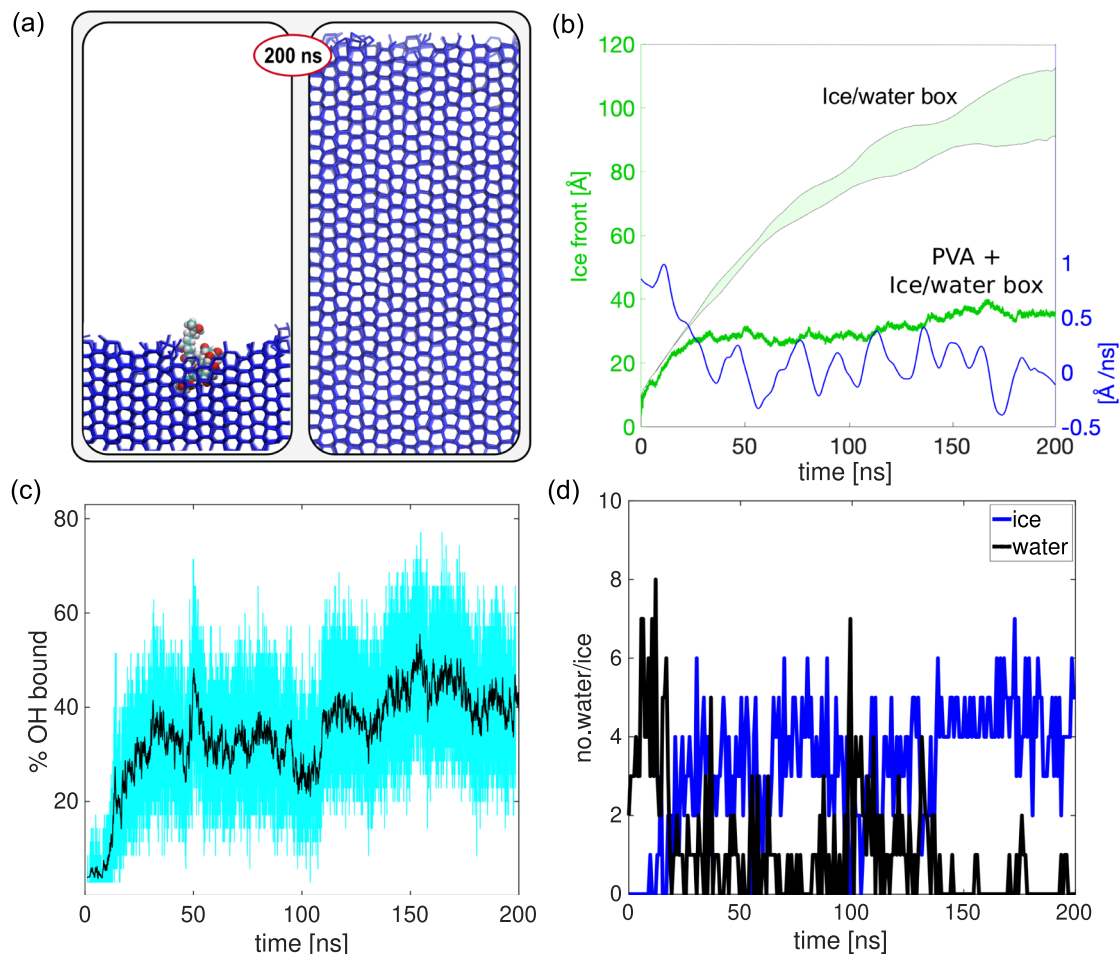 (a)
200 ns
(b)
120
100
80
60
40
20
0
Ice front [Å]
Ice/water box
PVA +
Ice/water box
1
0.5
0
-0.5
[Å /ns]
0
50
100
150
200
time [ns]
(c)
80
60
40
20
% OH bound
0
50
100
150
200
time [ns]
(d)
10
8
6
4
2
0
no.water/ice
ice
water
0
50
100
150
200
time [ns]